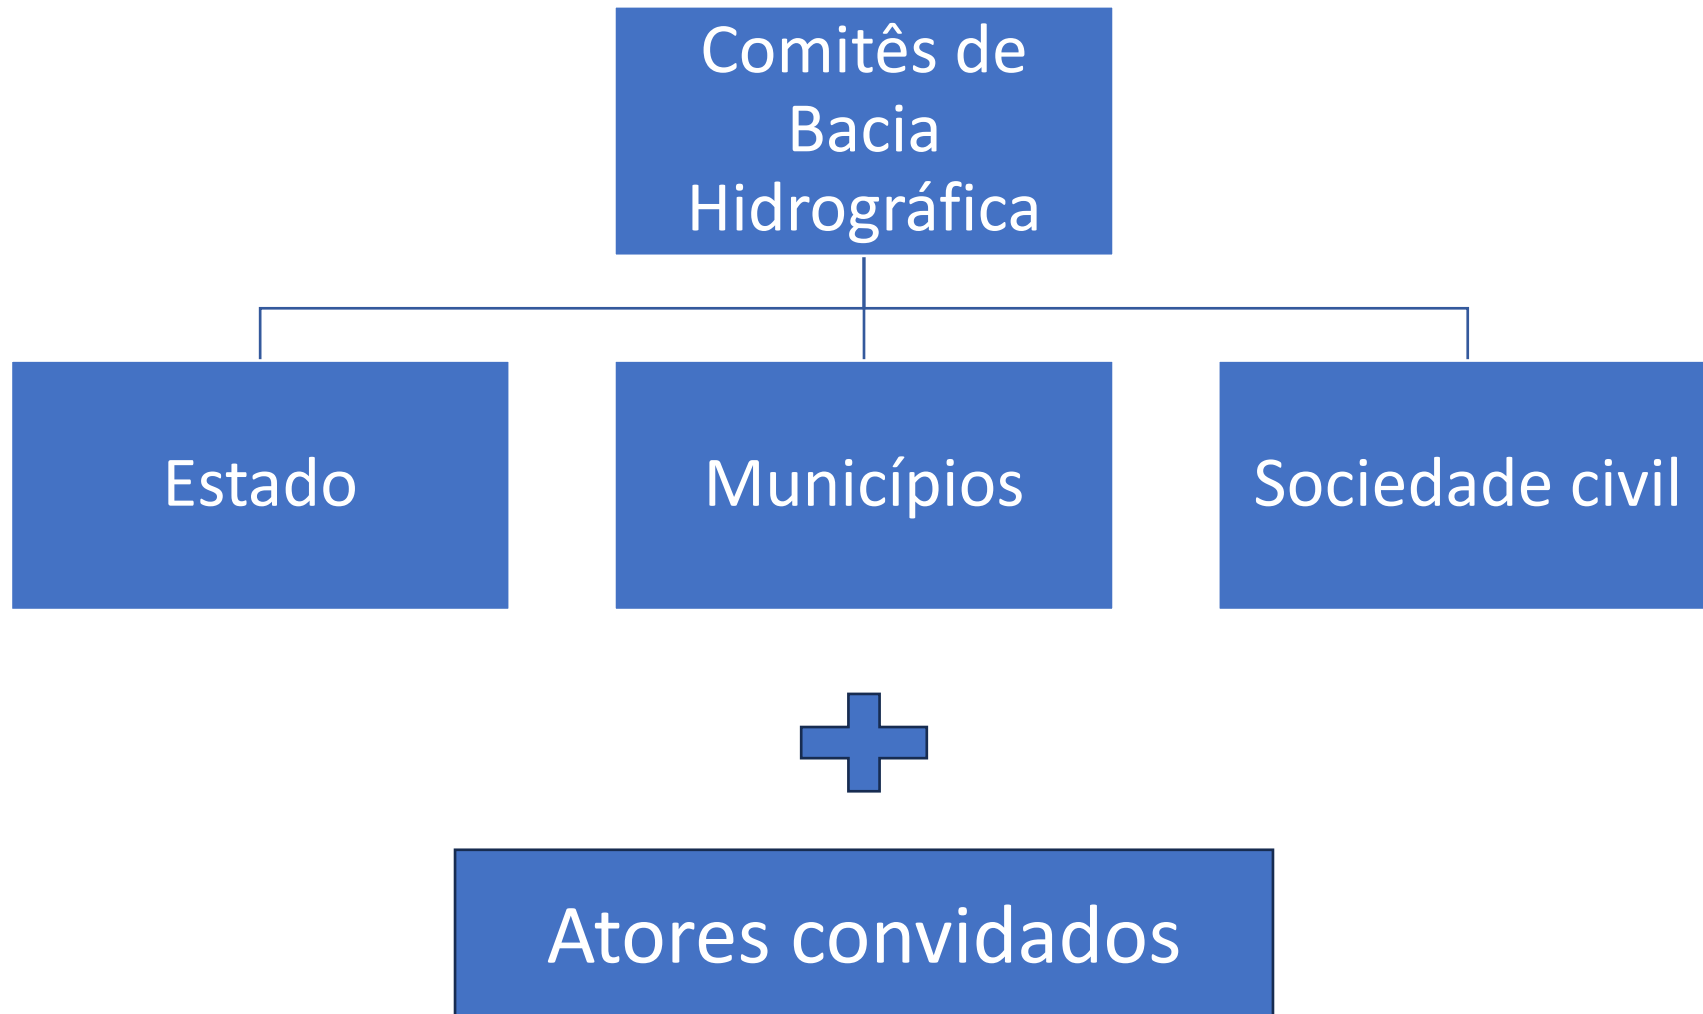 Comitês de
Bacia
Hidrográfica
Estado
Municípios
Sociedade civil
Atores convidados